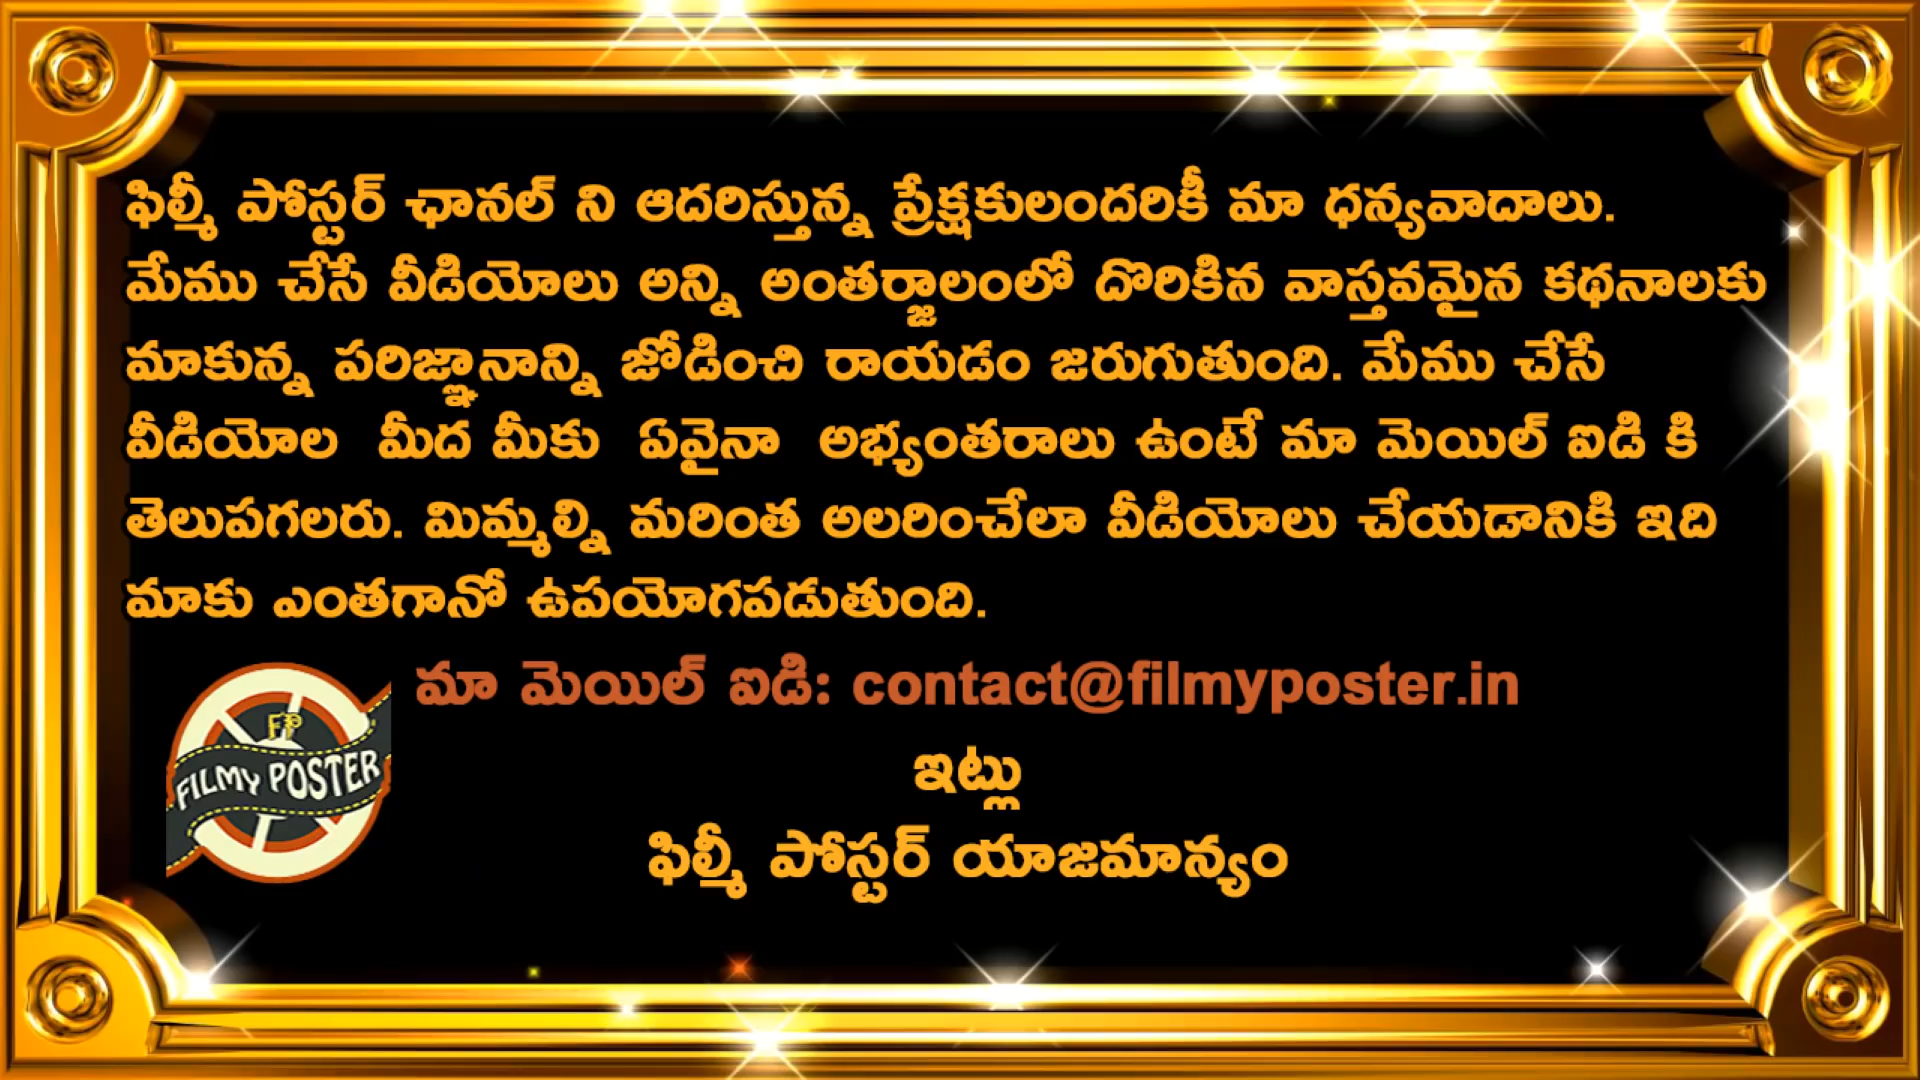 ఫిల్మీ పోస్టర్ ఛానల్ ని ఆదరిస్తున్న ప్రేక్షకులందరికీ మా ధన్యవాదాలు.
మేము చేసే వీడియోలు అన్ని అంతర్జాలంలో దొరికిన వాస్తవమైన కథనాలకు
మాకున్న పరిజ్ఞానాన్ని జోడించి రాయడం జరుగుతుంది. మేము చేసే
వీడియోల మీద మీకు ఏవైనా అభ్యంతరాలు ఉంటే మా మెయిల్ ఐడి కి
తెలుపగలరు. మిమ్మల్ని మరింత అలరించేలా వీడియోలు చేయడానికి ఇది
మాకు ఎంతగానో ఉపయోగపడుతుంది.
మా మెయిల్ ఐడి: contact@filmyposter.in
FP
FILMY POSTER
ఇట్లు
ఫిల్మీ పోస్టర్ యాజమాన్యం